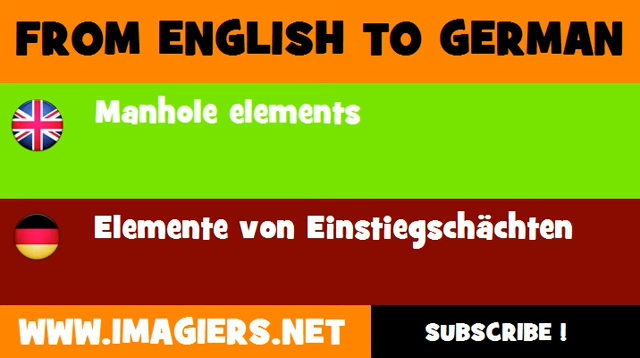 FROM ENGLISH TO GERMAN
Manhole elements
Elemente von Einstiegschächten
WWW.IMAGIERS.NET
SUBSCRIBE !